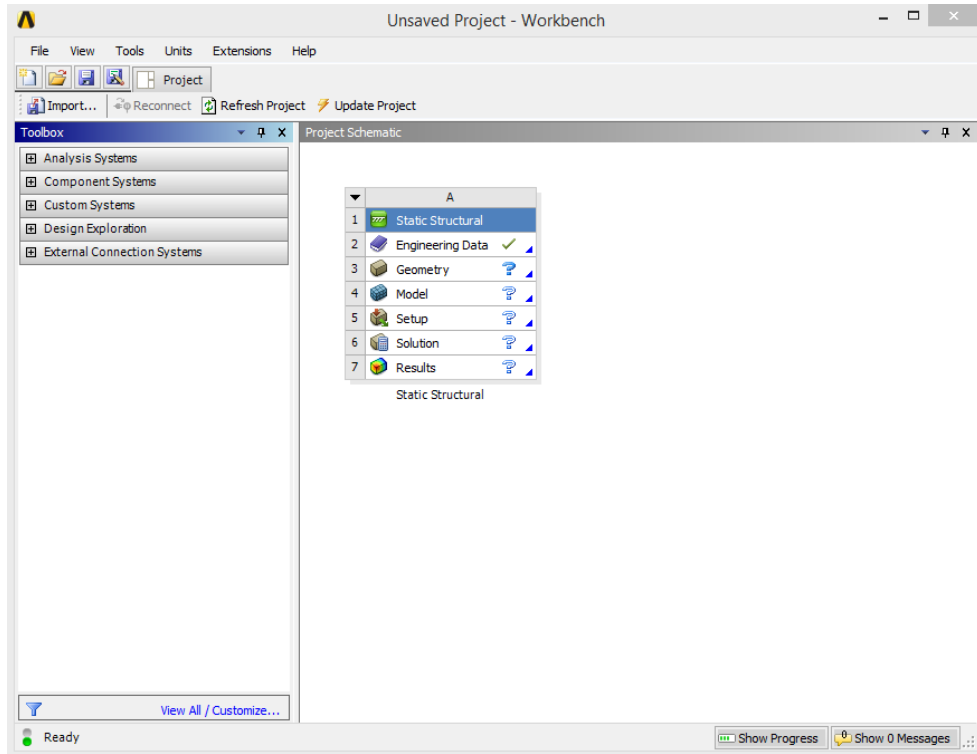 Unsaved Project - Workbench
File View Tools Units Extensions Help
Project
Import... Reconnect Refresh Project Update Project
Toolbox
Project Schematic
Analysis Systems
Component Systems
Custom Systems
Design Exploration
External Connection Systems
A
1 Static Structural
2 Engineering Data
3 Geometry ?
4 Model ?
5 Setup ?
6 Solution ?
7 Results ?
Static Structural
View All / Customize...
Ready
Show Progress
0 Show 0 Messages